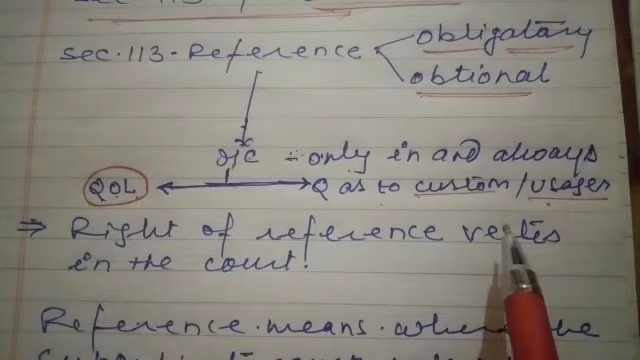 Sec. 113 - Reference obligatory
obtional
H/C - only in and always
QOL Q as to custom / usages
⇒ Right of reference vests
in the court.
Reference means where